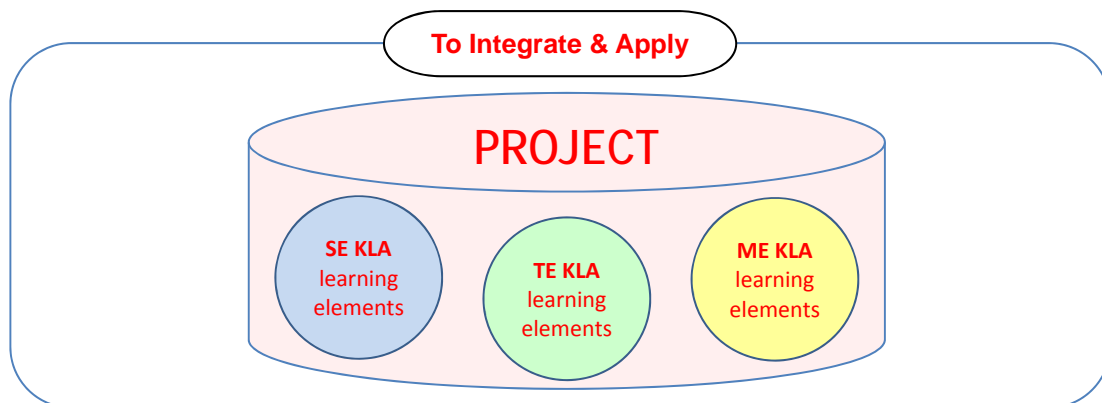 To Integrate & Apply
PROJECT
SE KLA
learning
elements
TE KLA
learning
elements
ME KLA
learning
elements